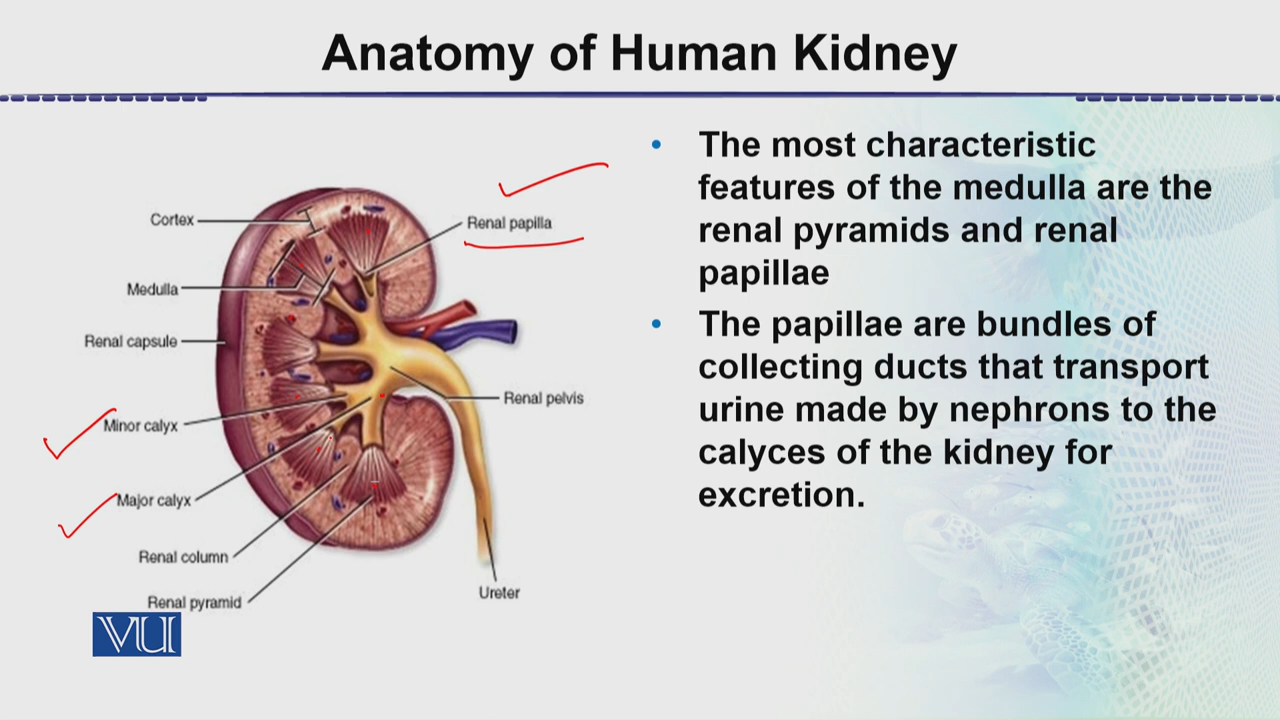 Anatomy of Human Kidney
Cortex
Medulla
Renal capsule
Minor calyx
Major calyx
Renal column
Renal pyramid
Renal papilla
Renal pelvis
Ureter
VU
• The most characteristic
features of the medulla are the
renal pyramids and renal
papillae
• The papillae are bundles of
collecting ducts that transport
urine made by nephrons to the
calyces of the kidney for
excretion.